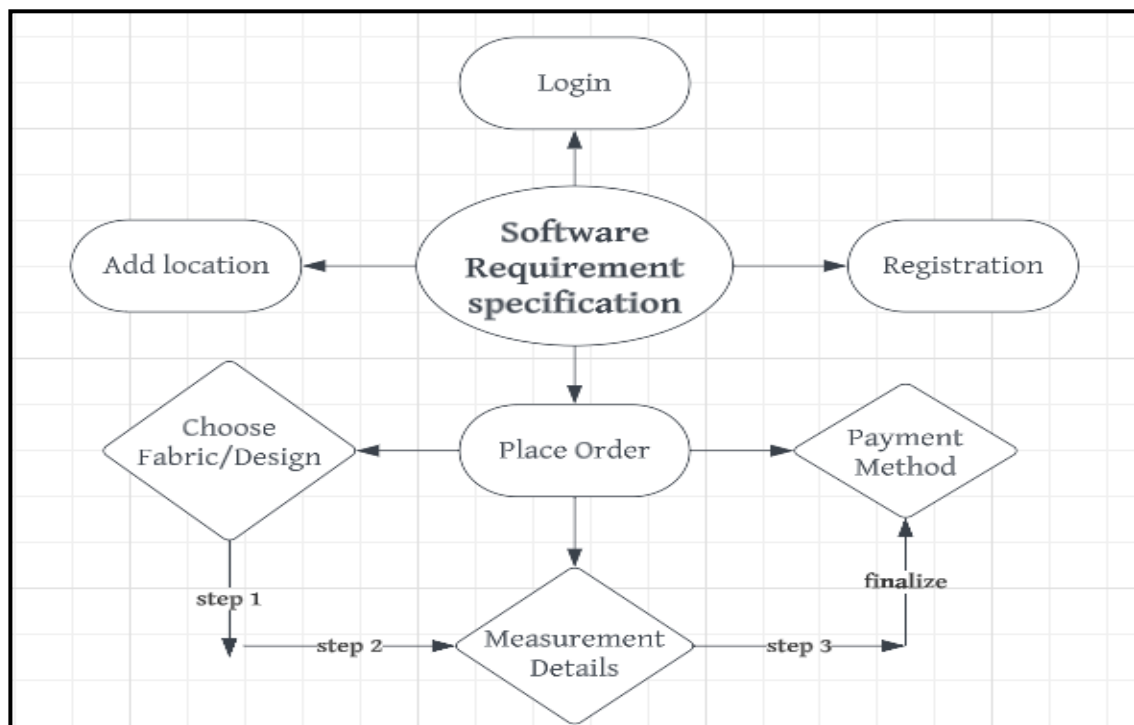 Login
Software
Requirement
specification
Add location
Registration
Choose
Fabric/Design
Place Order
Payment
Method
step 1
finalize
step 2
Measurement
Details
step 3